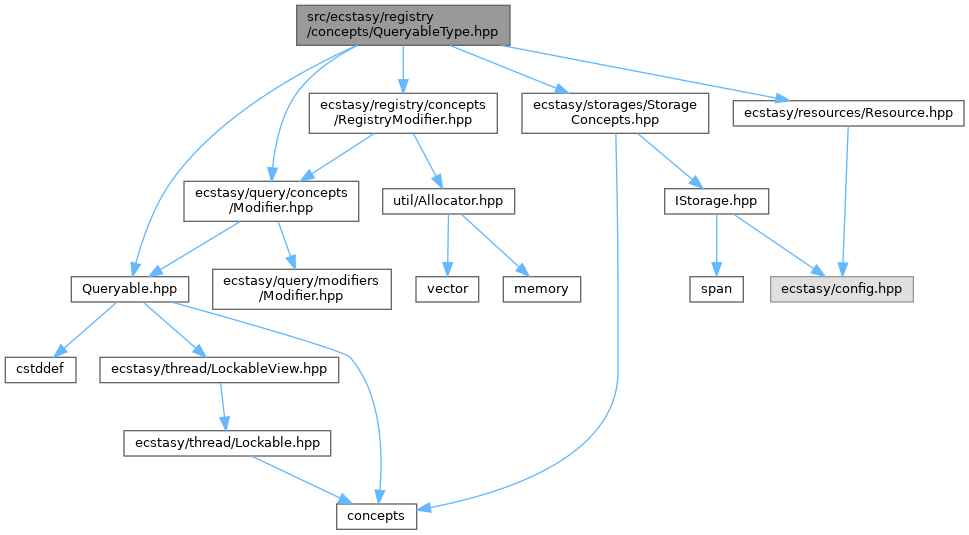 src/ecstasy/registry
/concepts/QueryableType.hpp
ecstasy/registry/concepts
/RegistryModifier.hpp
ecstasy/storages/Storage
Concepts.hpp
ecstasy/resources/Resource.hpp
ecstasy/query/concepts
/Modifier.hpp
util/Allocator.hpp
IStorage.hpp
Queryable.hpp
ecstasy/query/modifiers
/Modifier.hpp
vector
memory
span
ecstasy/config.hpp
cstddef
ecstasy/thread/LockableView.hpp
ecstasy/thread/Lockable.hpp
concepts